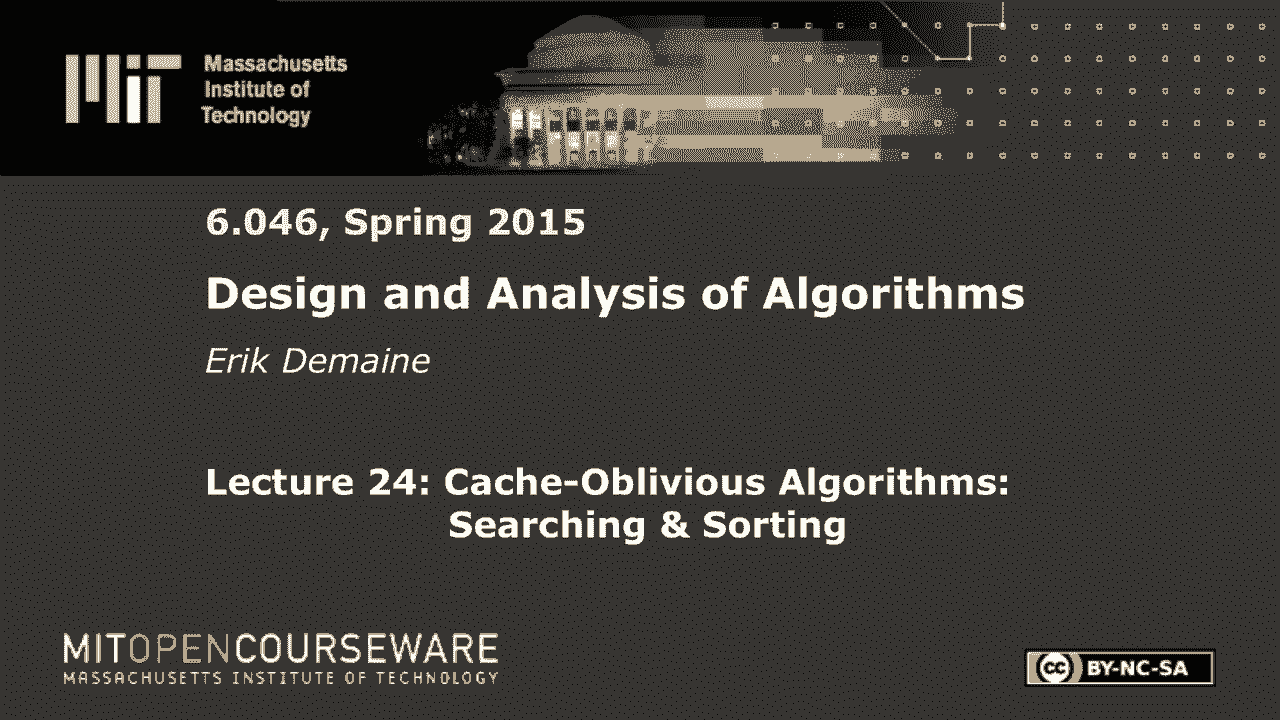 Massachusetts
Institute of
Technology
6.046, Spring 2015
Design and Analysis of Algorithms
Erik Demaine
Lecture 24: Cache-Oblivious Algorithms:
Searching & Sorting
MITOPENCOURSEWARE
MASSACHUSETTS INSTITUTE OF TECHNOLOGY
cc BY-NC-SA